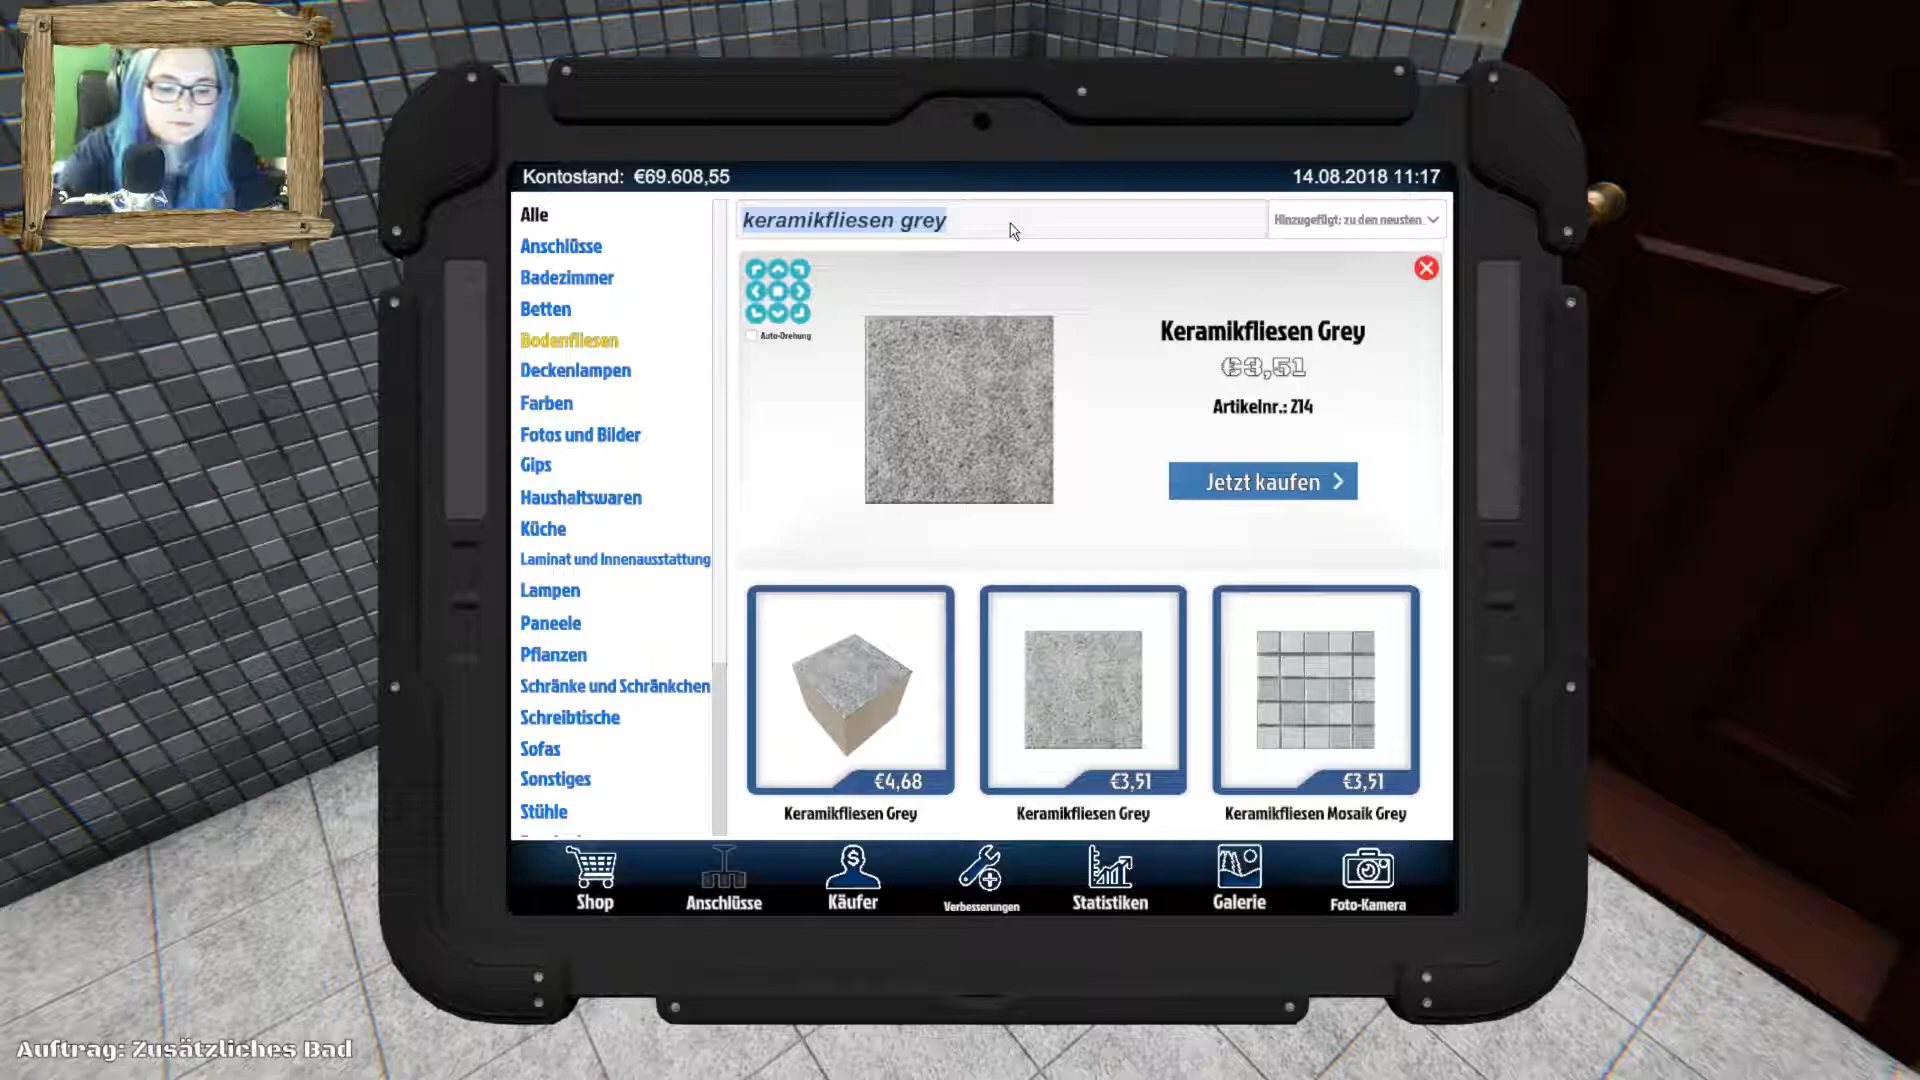 Kontostand: €69.608,55
14.08.2018 11:17
Alle
Anschlüsse
Badezimmer
Betten
Bodenfliesen
Deckenlampen
Farben
Fotos und Bilder
Gips
Haushaltswaren
Küche
Laminat und Innenausstattung
Lampen
Paneele
Pflanzen
Schränke und Schränkchen
Schreibtische
Sofas
Sonstiges
Stühle
keramikfliesen grey
Hinzugefügt: zu den neusten
Auto-Drehung
Keramikfliesen Grey
€3,51
Artikelnr.: Z14
Jetzt kaufen
€4,68
Keramikfliesen Grey
€3,51
Keramikfliesen Grey
€3,51
Keramikfliesen Mosaik Grey
Shop
Anschlüsse
Käufer
Verbesserungen
Statistiken
Galerie
Foto-Kamera
Auftrag: Zusätzliches Bad